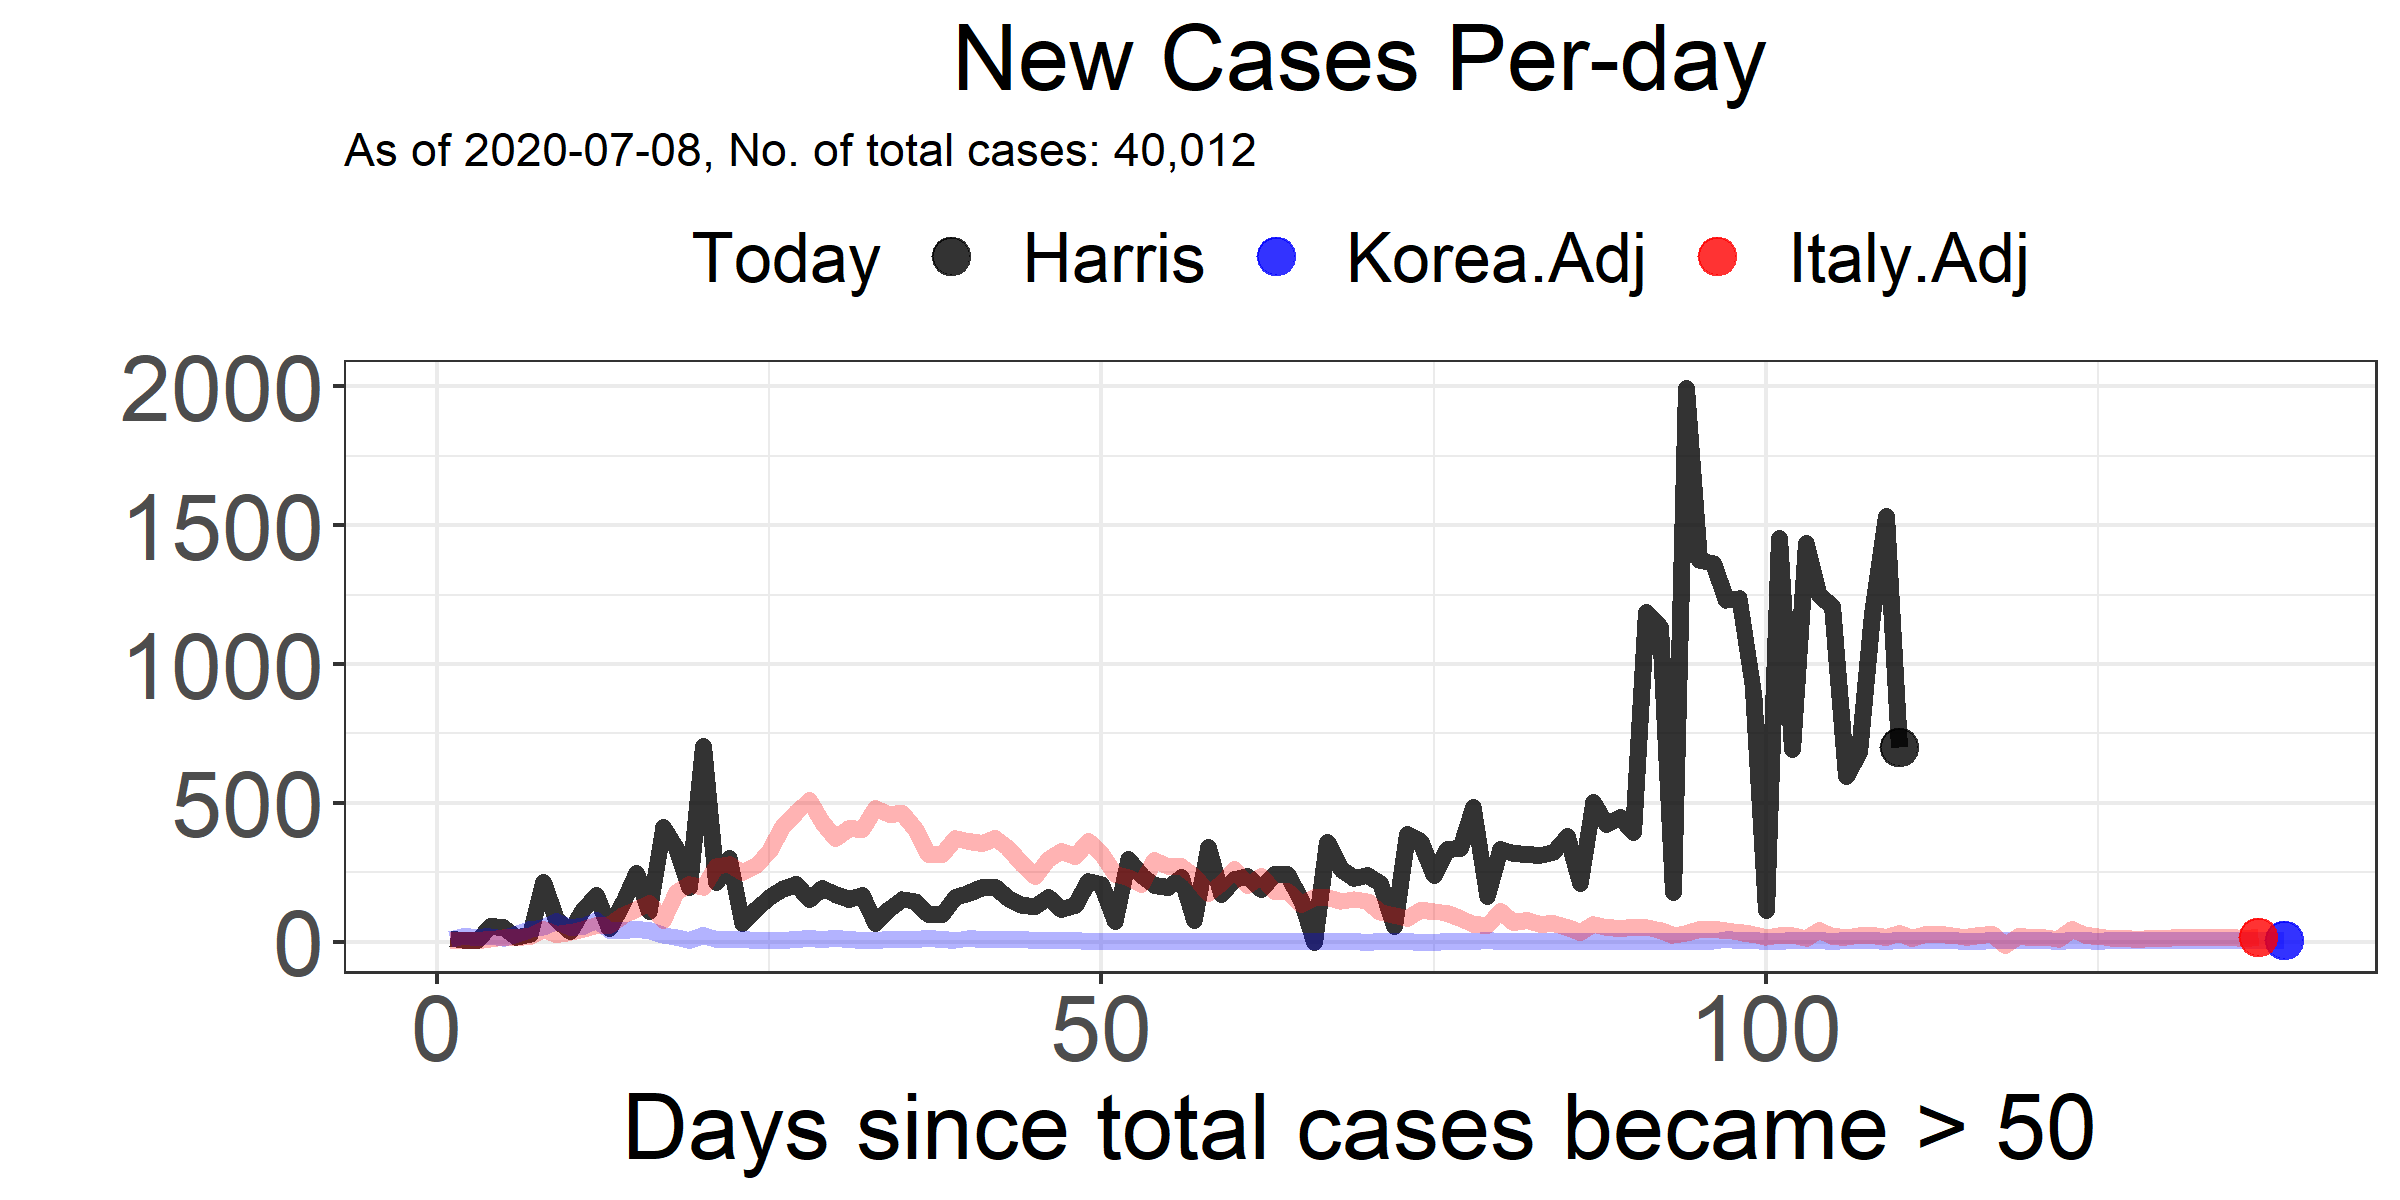 New Cases Per-day
As of 2020-07-08, No. of total cases: 40,012
Today Harris Korea.Adj Italy.Adj
2000
1500
1000
500
0
0 50 100
Days since total cases became > 50